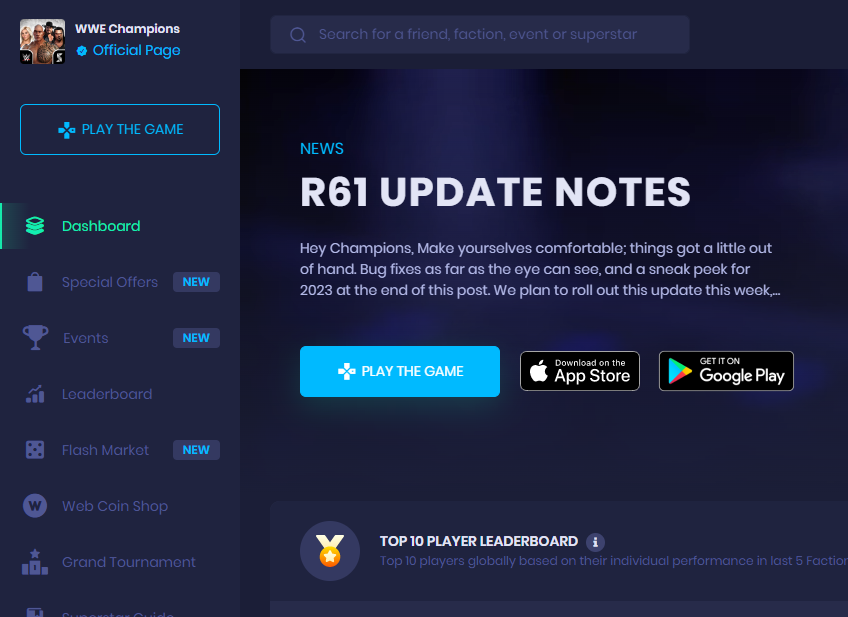 WWE Champions
Official Page
Search for a friend, faction, event or superstar
PLAY THE GAME
Dashboard
Special Offers NEW
Events NEW
Leaderboard
Flash Market NEW
Web Coin Shop
Grand Tournament
Superstar Guide
NEWS
R61 UPDATE NOTES
Hey Champions, Make yourselves comfortable; things got a little out
of hand. Bug fixes as far as the eye can see, and a sneak peek for
2023 at the end of this post. We plan to roll out this update this week,...
PLAY THE GAME
Download on the
App Store
GET IT ON
Google Play
TOP 10 PLAYER LEADERBOARD
Top 10 players globally based on their individual performance in last 5 Faction